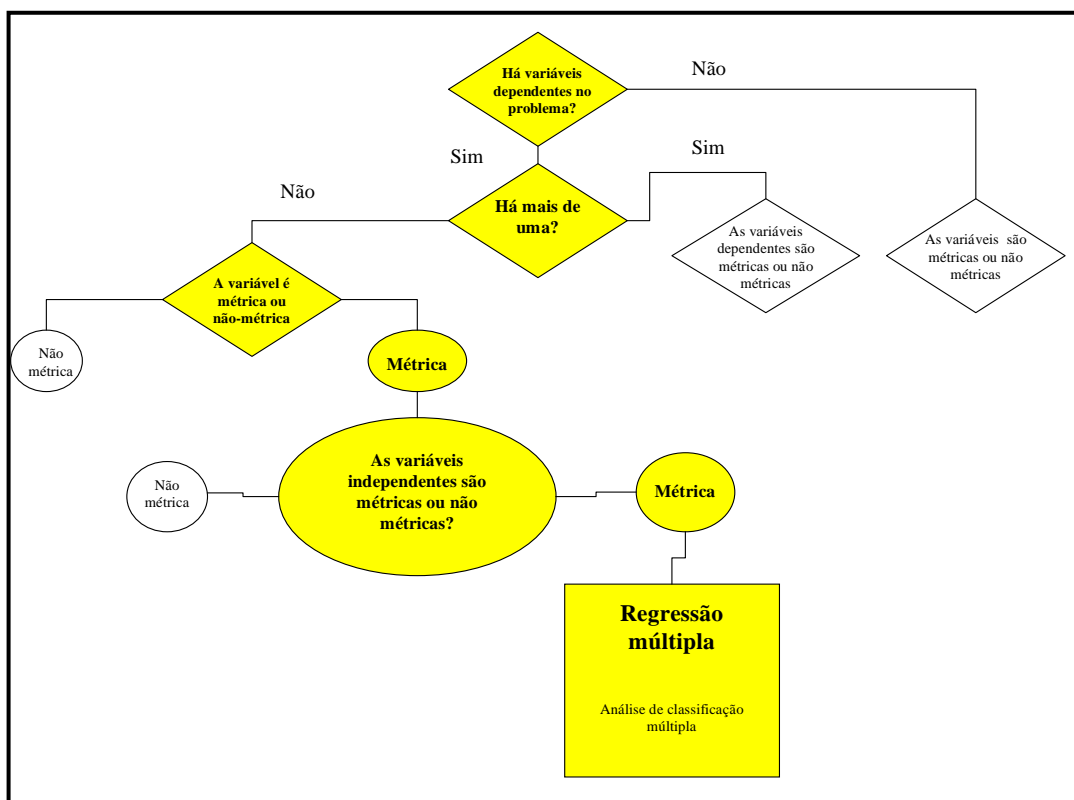 Há variáveis
dependentes no
problema?
Não
Sim
Sim
Não
Há mais de
uma?
As variáveis
dependentes são
métricas ou não
métricas
As variáveis são
métricas ou não
métricas
A variável é
métrica ou
não-métrica
Não
métrica
Métrica
As variáveis
independentes são
métricas ou não
métricas?
Não
métrica
Métrica
Regressão
múltipla
Análise de classificação
múltipla